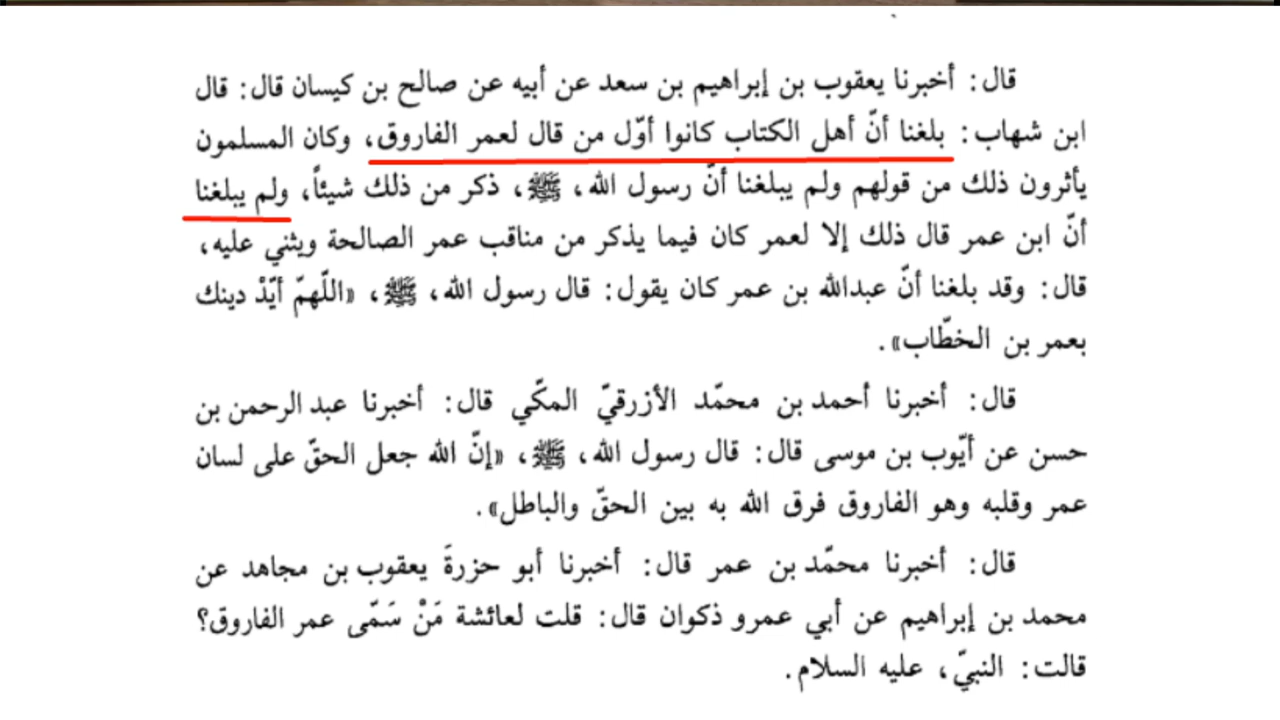 قال: أخبرنا يعقوب بن إبراهيم بن سعد عن أبيه عن صالح بن كيسان قال: قال
ابن شهاب: بلغنا أنّ أهل الكتاب كانوا أوّل من قال لعمر الفاروق، وكان المسلمون
يأثرون ذلك من قولهم ولم يبلغنا أنّ رسول الله، ﷺ، ذكر من ذلك شيئاً، ولم يبلغنا
أنّ ابن عمر قال ذلك إلا لعمر كان فيما يذكر من مناقب عمر الصالحة ويثني عليه،
قال: وقد بلغنا أنّ عبدالله بن عمر كان يقول: قال رسول الله، ﷺ، «اللّهمّ أيّدْ دينك
بعمر بن الخطّاب».
قال: أخبرنا أحمد بن محمّد الأزرقيّ المكّي قال: أخبرنا عبد الرحمن بن
حسن عن أيّوب بن موسى قال: قال رسول الله، ﷺ، «إنّ الله جعل الحقّ على لسان
عمر وقلبه وهو الفاروق فرق الله به بين الحقّ والباطل».
قال: أخبرنا محمّد بن عمر قال: أخبرنا أبو حزرةَ يعقوب بن مجاهد عن
محمد بن إبراهيم عن أبي عمرو ذكوان قال: قلت لعائشة مَنْ سَمّى عمر الفاروق؟
قالت: النبيّ، عليه السلام.